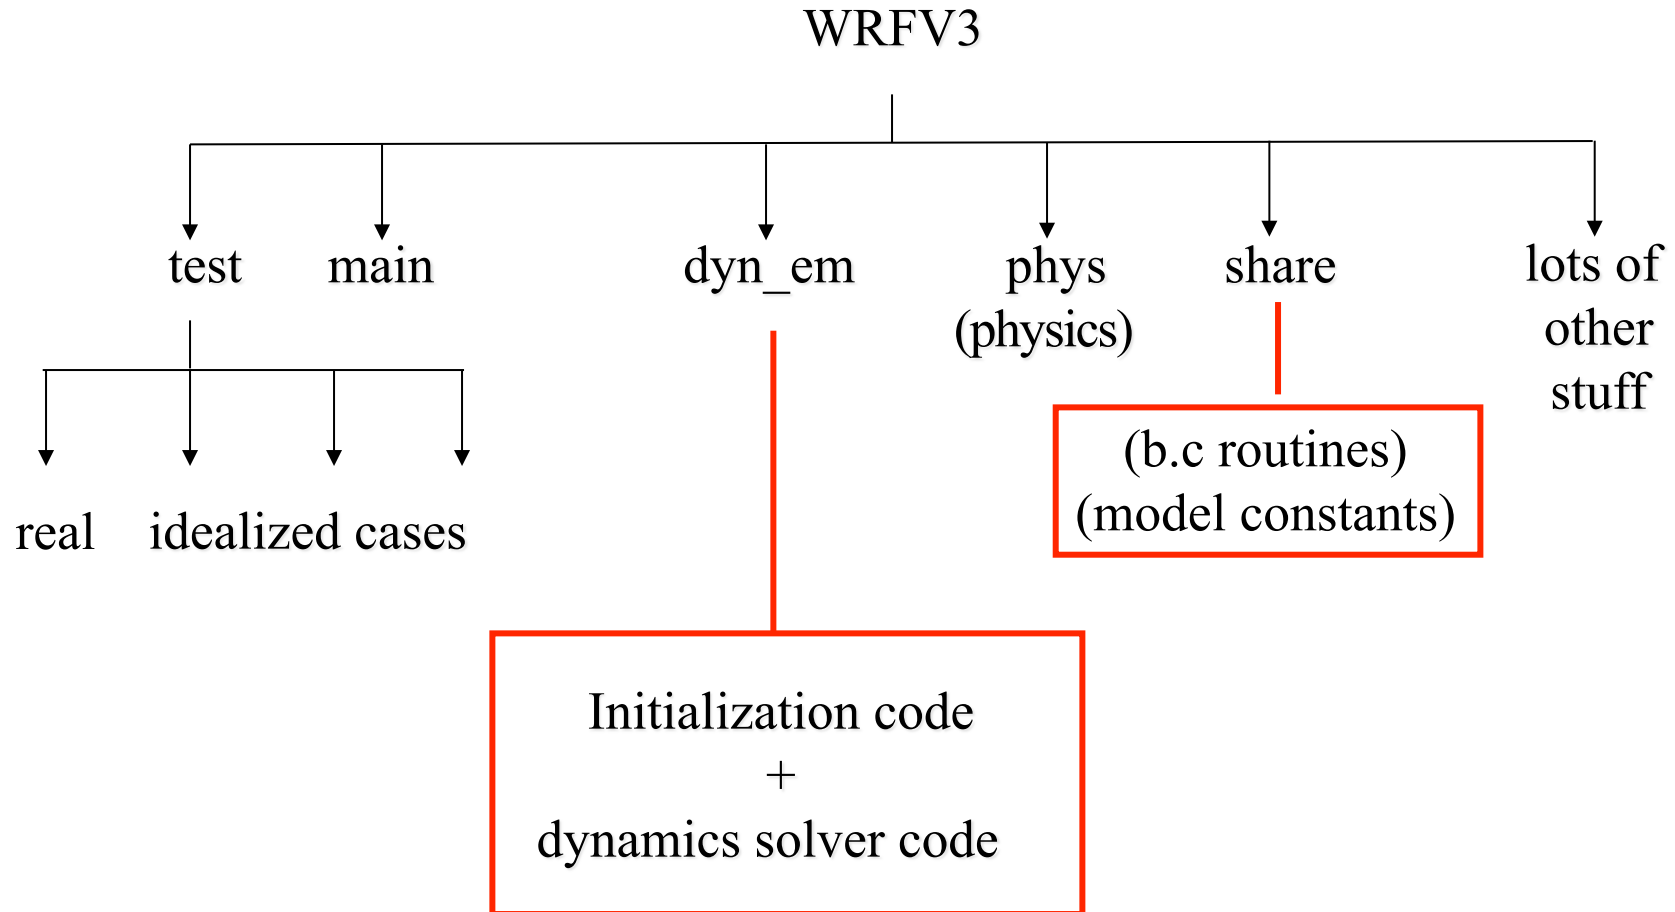 WRFV3
test
main
dyn_em
phys
(physics)
share
lots of
other
stuff
real
idealized cases
(b.c routines)
(model constants)
Initialization code
+
dynamics solver code